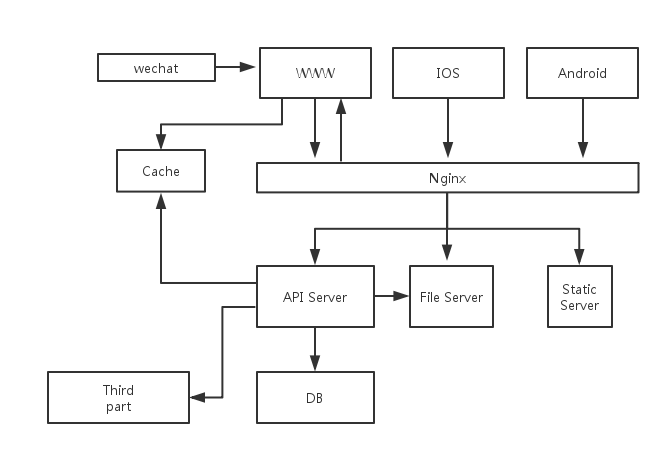 wechat
WWW
IOS
Android
Cache
Nginx
API Server
File Server
Static
Server
Third
part
DB